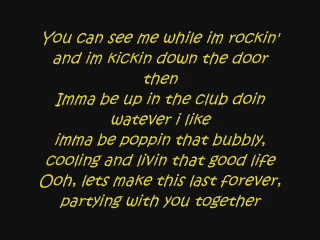 You can see me while im rockin'
and im kickin down the door
then
Imma be up in the club doin
watever i like
imma be poppin that bubbly,
cooling and livin that good life
Ooh, lets make this last forever,
partying with you together